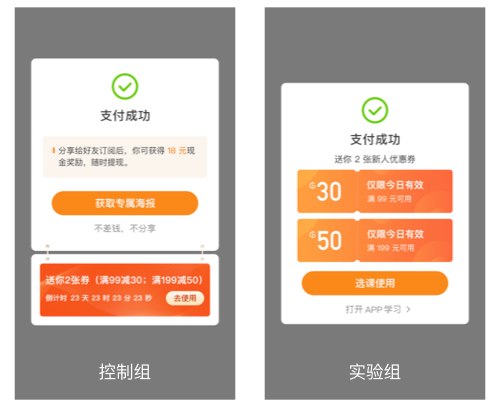 支付成功
分享给好友订阅后，你可获得 18 元现
金奖励，随时提现。
获取专属海报
不差钱，不分享
送你2张券（满99减30；满199减50）
倒计时 23 天 23 时 23 分 23 秒
去使用
控制组
支付成功
送你 2 张新人优惠券
30
仅限今日有效
满 99 元可用
50
仅限今日有效
满 199 元可用
选课使用
打开 APP 学习 >
实验组